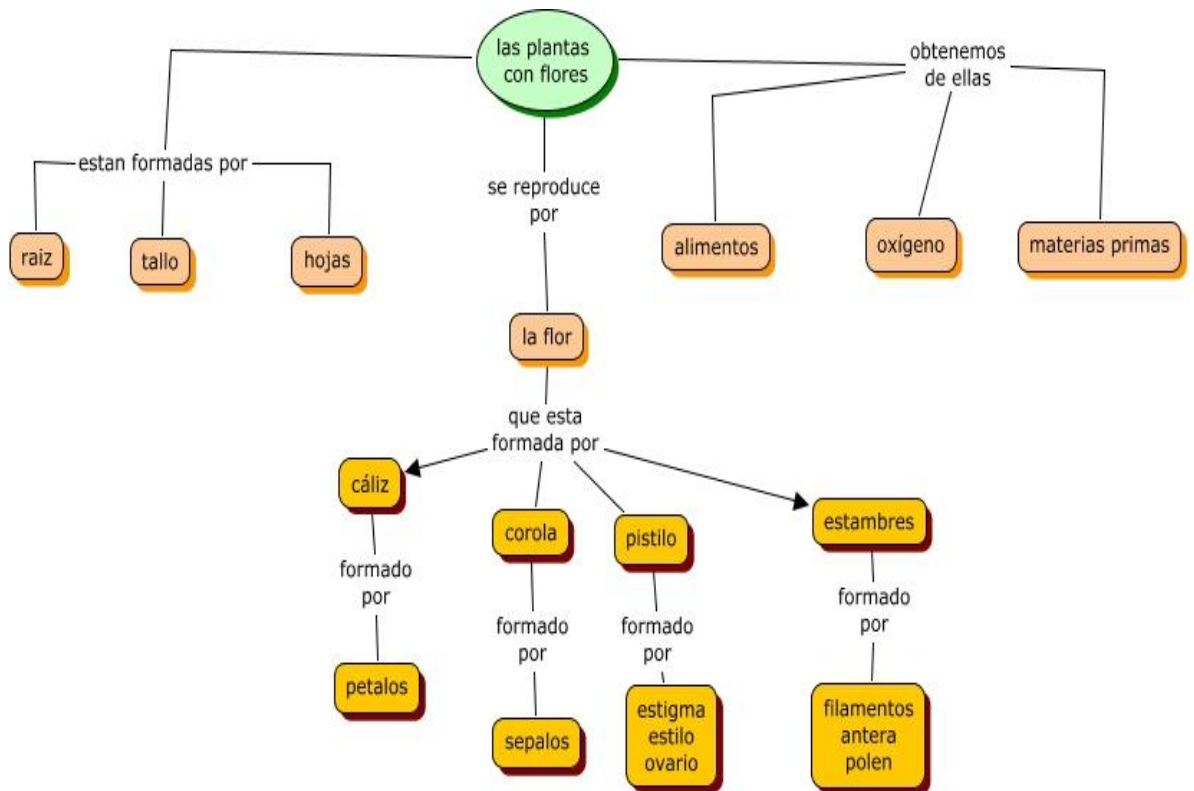 las plantas
con flores
obtenemos
de ellas
estan formadas por
se reproduce
por
raiz
tallo
hojas
alimentos
oxígeno
materias primas
la flor
que esta
formada por
cáliz
corola
pistilo
estambres
formado
por
formado
por
formado
por
formado
por
petalos
sepalos
estigma
estilo
ovario
filamentos
antera
polen